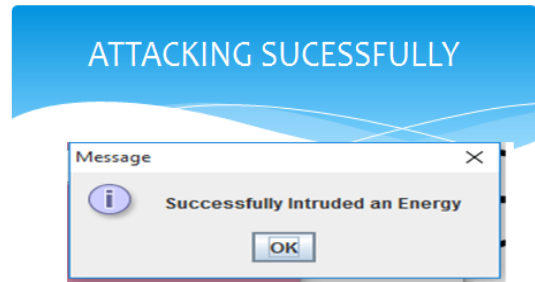 ATTACKING SUCESSFULLY
Message
Successfully Intruded an Energy
OK